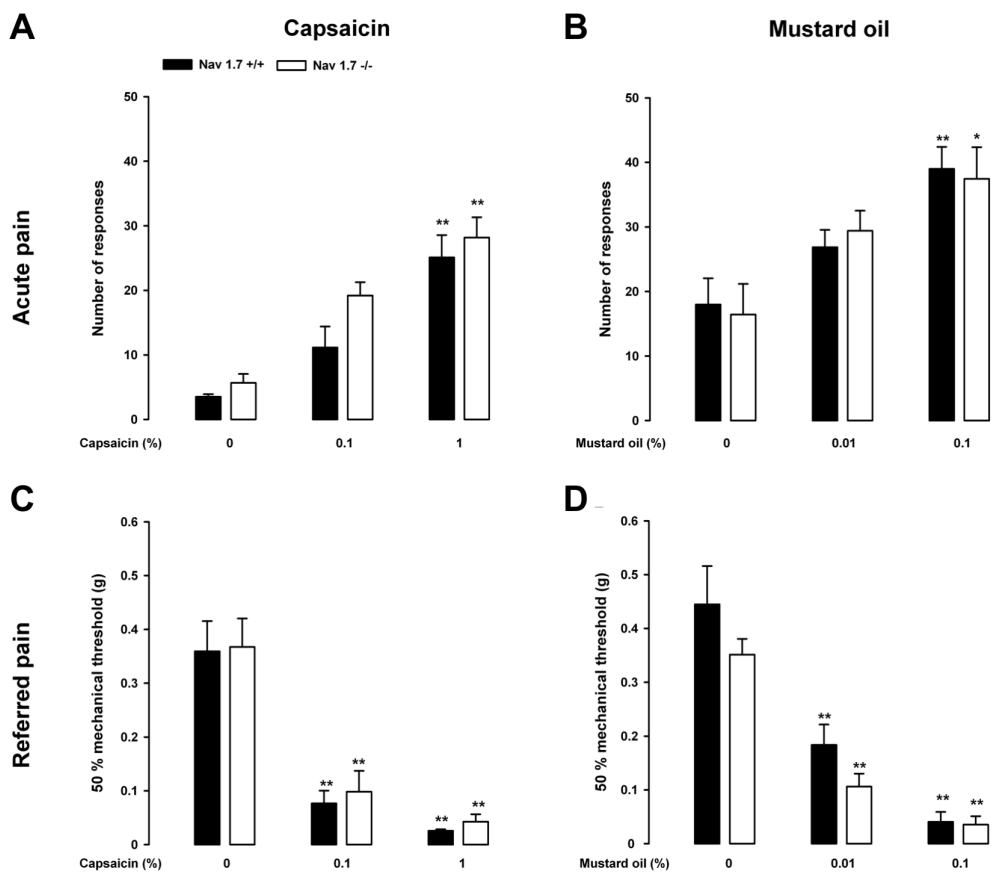 A
Capsaicin
Nav 1.7 +/+
Nav 1.7 -/-
Acute pain
Number of responses
50
40
30
20
10
0
**
**
Capsaicin (%)
0
0.1
1
B
Mustard oil
Number of responses
50
40
30
20
10
0
**
*
Mustard oil (%)
0
0.01
0.1
C
Referred pain
50 % mechanical threshold (g)
0.6
0.5
0.4
0.3
0.2
0.1
0
**
**
**
**
Capsaicin (%)
0
0.1
1
D
50 % mechanical threshold (g)
0.6
0.5
0.4
0.3
0.2
0.1
0
**
**
**
**
Mustard oil (%)
0
0.01
0.1